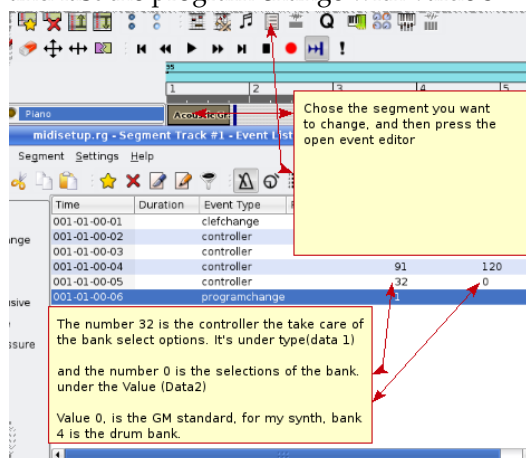 35
1 2 3 4 5
Piano
Acoustic Gr
Chose the segment you want
to change, and then press the
open event editor
midisetup.rg - Segment Track #1 - Event List
Segment Settings Help
Time Duration Event Type
001-01-00-01 clefchange
001-01-00-02 controller
001-01-00-03 controller
001-01-00-04 controller 91 120
001-01-00-05 controller 32 0
001-01-00-06 programchange 1
The number 32 is the controller the take care of
the bank select options. It's under type(data 1)
and the number 0 is the selections of the bank.
under the Value (Data2)
Value 0, is the GM standard, for my synth, bank
4 is the drum bank.